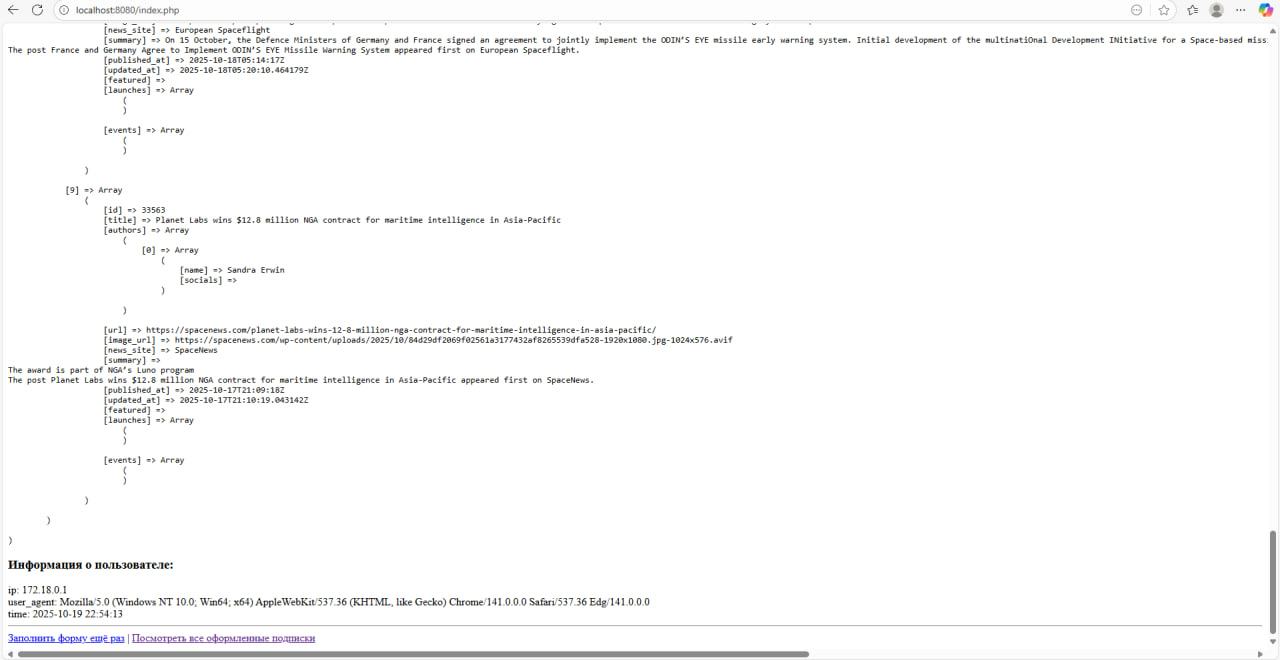 localhost:8080/index.php
[news_site] => European Spaceflight
[summary] => On 15 October, the Defence Ministers of Germany and France signed an agreement to jointly implement the ODIN’S EYE missile early warning system. Initial development of the multinatiOnal Development INitiative for a Space-based miss
The post France and Germany Agree to Implement ODIN’S EYE Missile Warning System appeared first on European Spaceflight.
[published_at] => 2025-10-18T05:14:17Z
[updated_at] => 2025-10-18T05:20:10.464179Z
[featured] =>
[launches] => Array
(
)
[events] => Array
(
)
)
[9] => Array
(
[id] => 33563
[title] => Planet Labs wins $12.8 million NGA contract for maritime intelligence in Asia-Pacific
[authors] => Array
(
[0] => Array
(
[name] => Sandra Erwin
[socials] =>
)
)
[url] => https://spacenews.com/planet-labs-wins-12-8-million-nga-contract-for-maritime-intelligence-in-asia-pacific/
[image_url] => https://spacenews.com/wp-content/uploads/2025/10/84d29df2069f02561a3177432af8265539dfa528-1920x1080.jpg-1024x576.avif
[news_site] => SpaceNews
[summary] =>
The award is part of NGA’s Luno program
The post Planet Labs wins $12.8 million NGA contract for maritime intelligence in Asia-Pacific appeared first on SpaceNews.
[published_at] => 2025-10-17T21:09:18Z
[updated_at] => 2025-10-17T21:10:19.043142Z
[featured] =>
[launches] => Array
(
)
[events] => Array
(
)
)
)
)
Информация о пользователе:
ip: 172.18.0.1
user_agent: Mozilla/5.0 (Windows NT 10.0; Win64; x64) AppleWebKit/537.36 (KHTML, like Gecko) Chrome/141.0.0.0 Safari/537.36 Edg/141.0.0.0
time: 2025-10-19 22:54:13
Заполнить форму ещё раз | Посмотреть все оформленные подписки